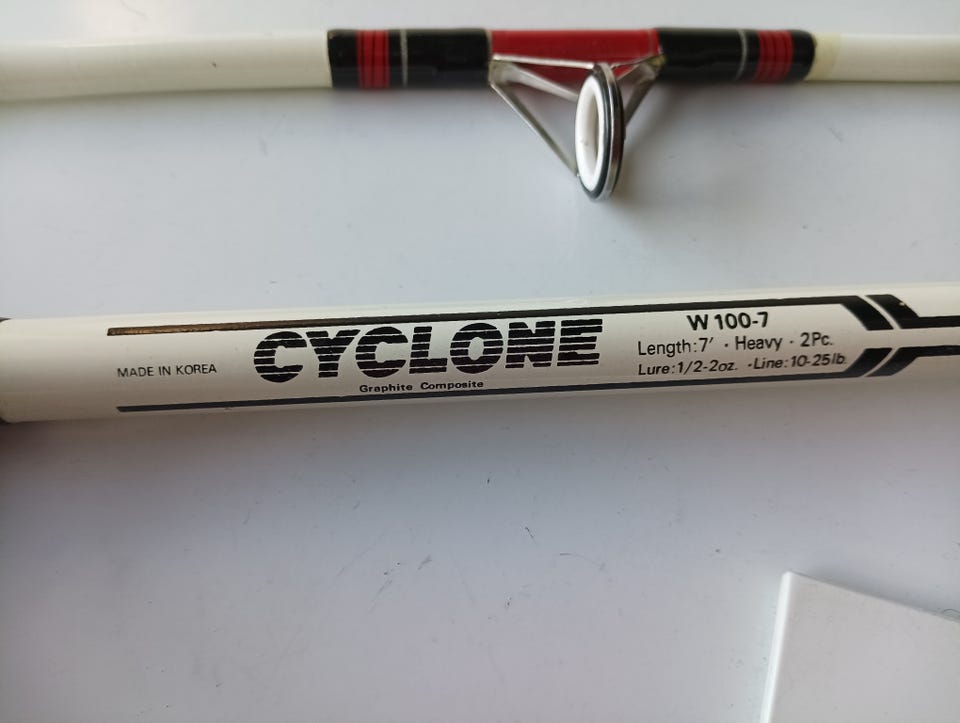 MADE IN KOREA
CYCLONE
Graphite Composite
W 100-7
Length:7' · Heavy · 2Pc.
Lure:1/2-2oz. ·Line:10-25lb.